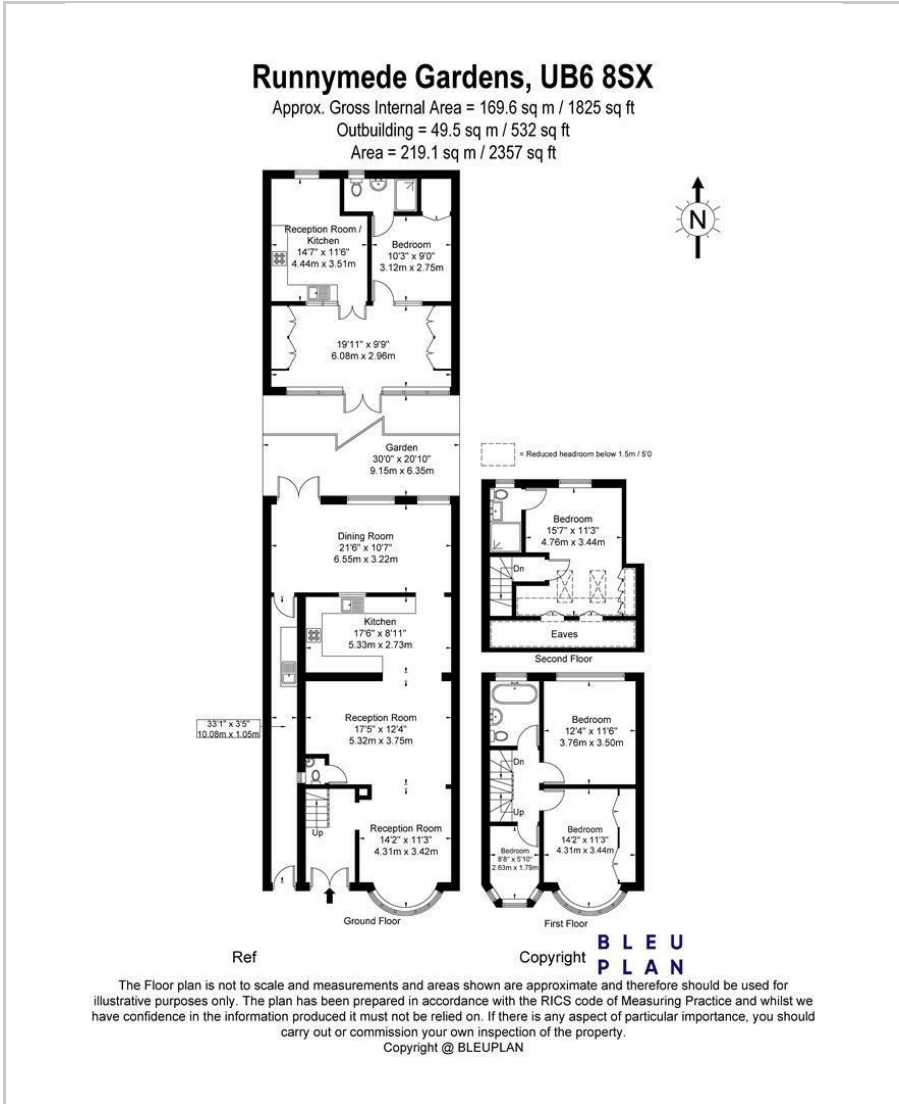 Runnymede Gardens, UB6 8SX
Approx. Gross Internal Area = 169.6 sq m / 1825 sq ft
Outbuilding = 49.5 sq m / 532 sq ft
Area = 219.1 sq m / 2357 sq ft
N
Reception Room /
Kitchen
14'7" x 11'6"
4.44m x 3.51m
Bedroom
10'3" x 9'0"
3.12m x 2.75m
19'11" x 9'9"
6.08m x 2.96m
Garden
30'0" x 20'10"
9.15m x 6.35m
= Reduced headroom below 1.5m / 5'0
Dining Room
21'6" x 10'7"
6.55m x 3.22m
Kitchen
17'6" x 8'11"
5.33m x 2.73m
33'1" x 3'5"
10.08m x 1.05m
Reception Room
17'5" x 12'4"
5.32m x 3.75m
Up
Reception Room
14'2" x 11'3"
4.31m x 3.42m
Ground Floor
Bedroom
15'7" x 11'3"
4.76m x 3.44m
Dn
Eaves
Second Floor
Bedroom
12'4" x 11'6"
3.76m x 3.50m
Dn
Up
Bedroom
8'8" x 5'10"
2.63m x 1.79m
Bedroom
14'2" x 11'3"
4.31m x 3.44m
First Floor
Ref
Copyright
BLEU
PLAN
The Floor plan is not to scale and measurements and areas shown are approximate and therefore should be used for
illustrative purposes only. The plan has been prepared in accordance with the RICS code of Measuring Practice and whilst we
have confidence in the information produced it must not be relied on. If there is any aspect of particular importance, you should
carry out or commission your own inspection of the property.
Copyright @ BLEUPLAN